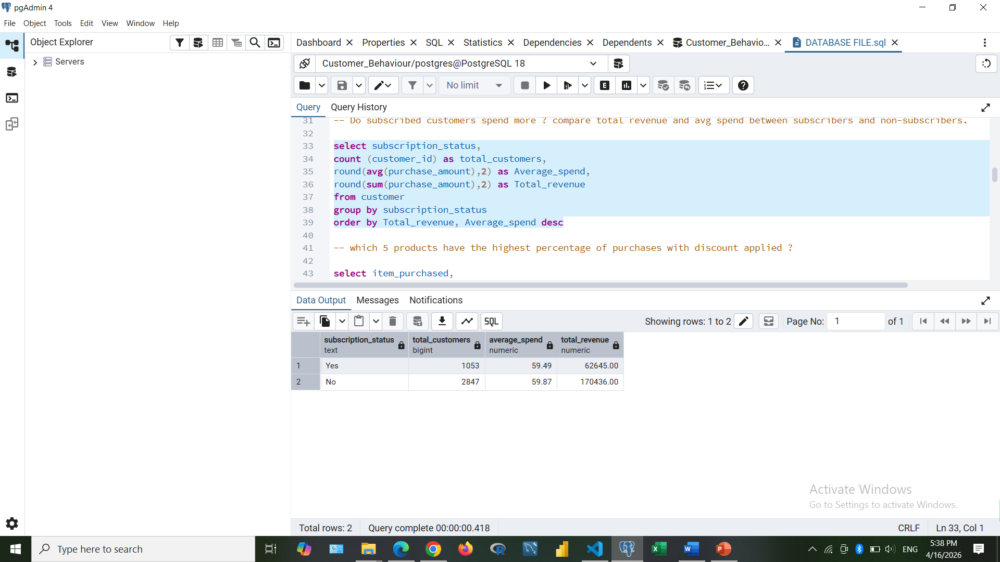 pgAdmin 4
File Object Tools Edit View Window Help
Object Explorer
Servers
Dashboard Properties SQL Statistics Dependencies Dependents Customer_Behavio... DATABASE FILE.sql
Customer_Behaviour/postgres@PostgreSQL 18
No limit
E
Query Query History
31 -- Do subscribed customers spend more ? compare total revenue and avg spend between subscribers and non-subscribers.
32
33 select subscription_status,
34 count (customer_id) as total_customers,
35 round(avg(purchase_amount),2) as Average_spend,
36 round(sum(purchase_amount),2) as Total_revenue
37 from customer
38 group by subscription_status
39 order by Total_revenue, Average_spend desc
40
41 -- which 5 products have the highest percentage of purchases with discount applied ?
42
43 select item_purchased,
Data Output Messages Notifications
SQL Showing rows: 1 to 2 Page No: 1 of 1
subscription_status total_customers average_spend total_revenue
text bigint numeric numeric
1 Yes 1053 59.49 62645.00
2 No 2847 59.87 170436.00
Activate Windows
Go to Settings to activate Windows.
Total rows: 2 Query complete 00:00:00.418 CRLF Ln 33, Col 1
Type here to search
ENG
5:38 PM
4/16/2026